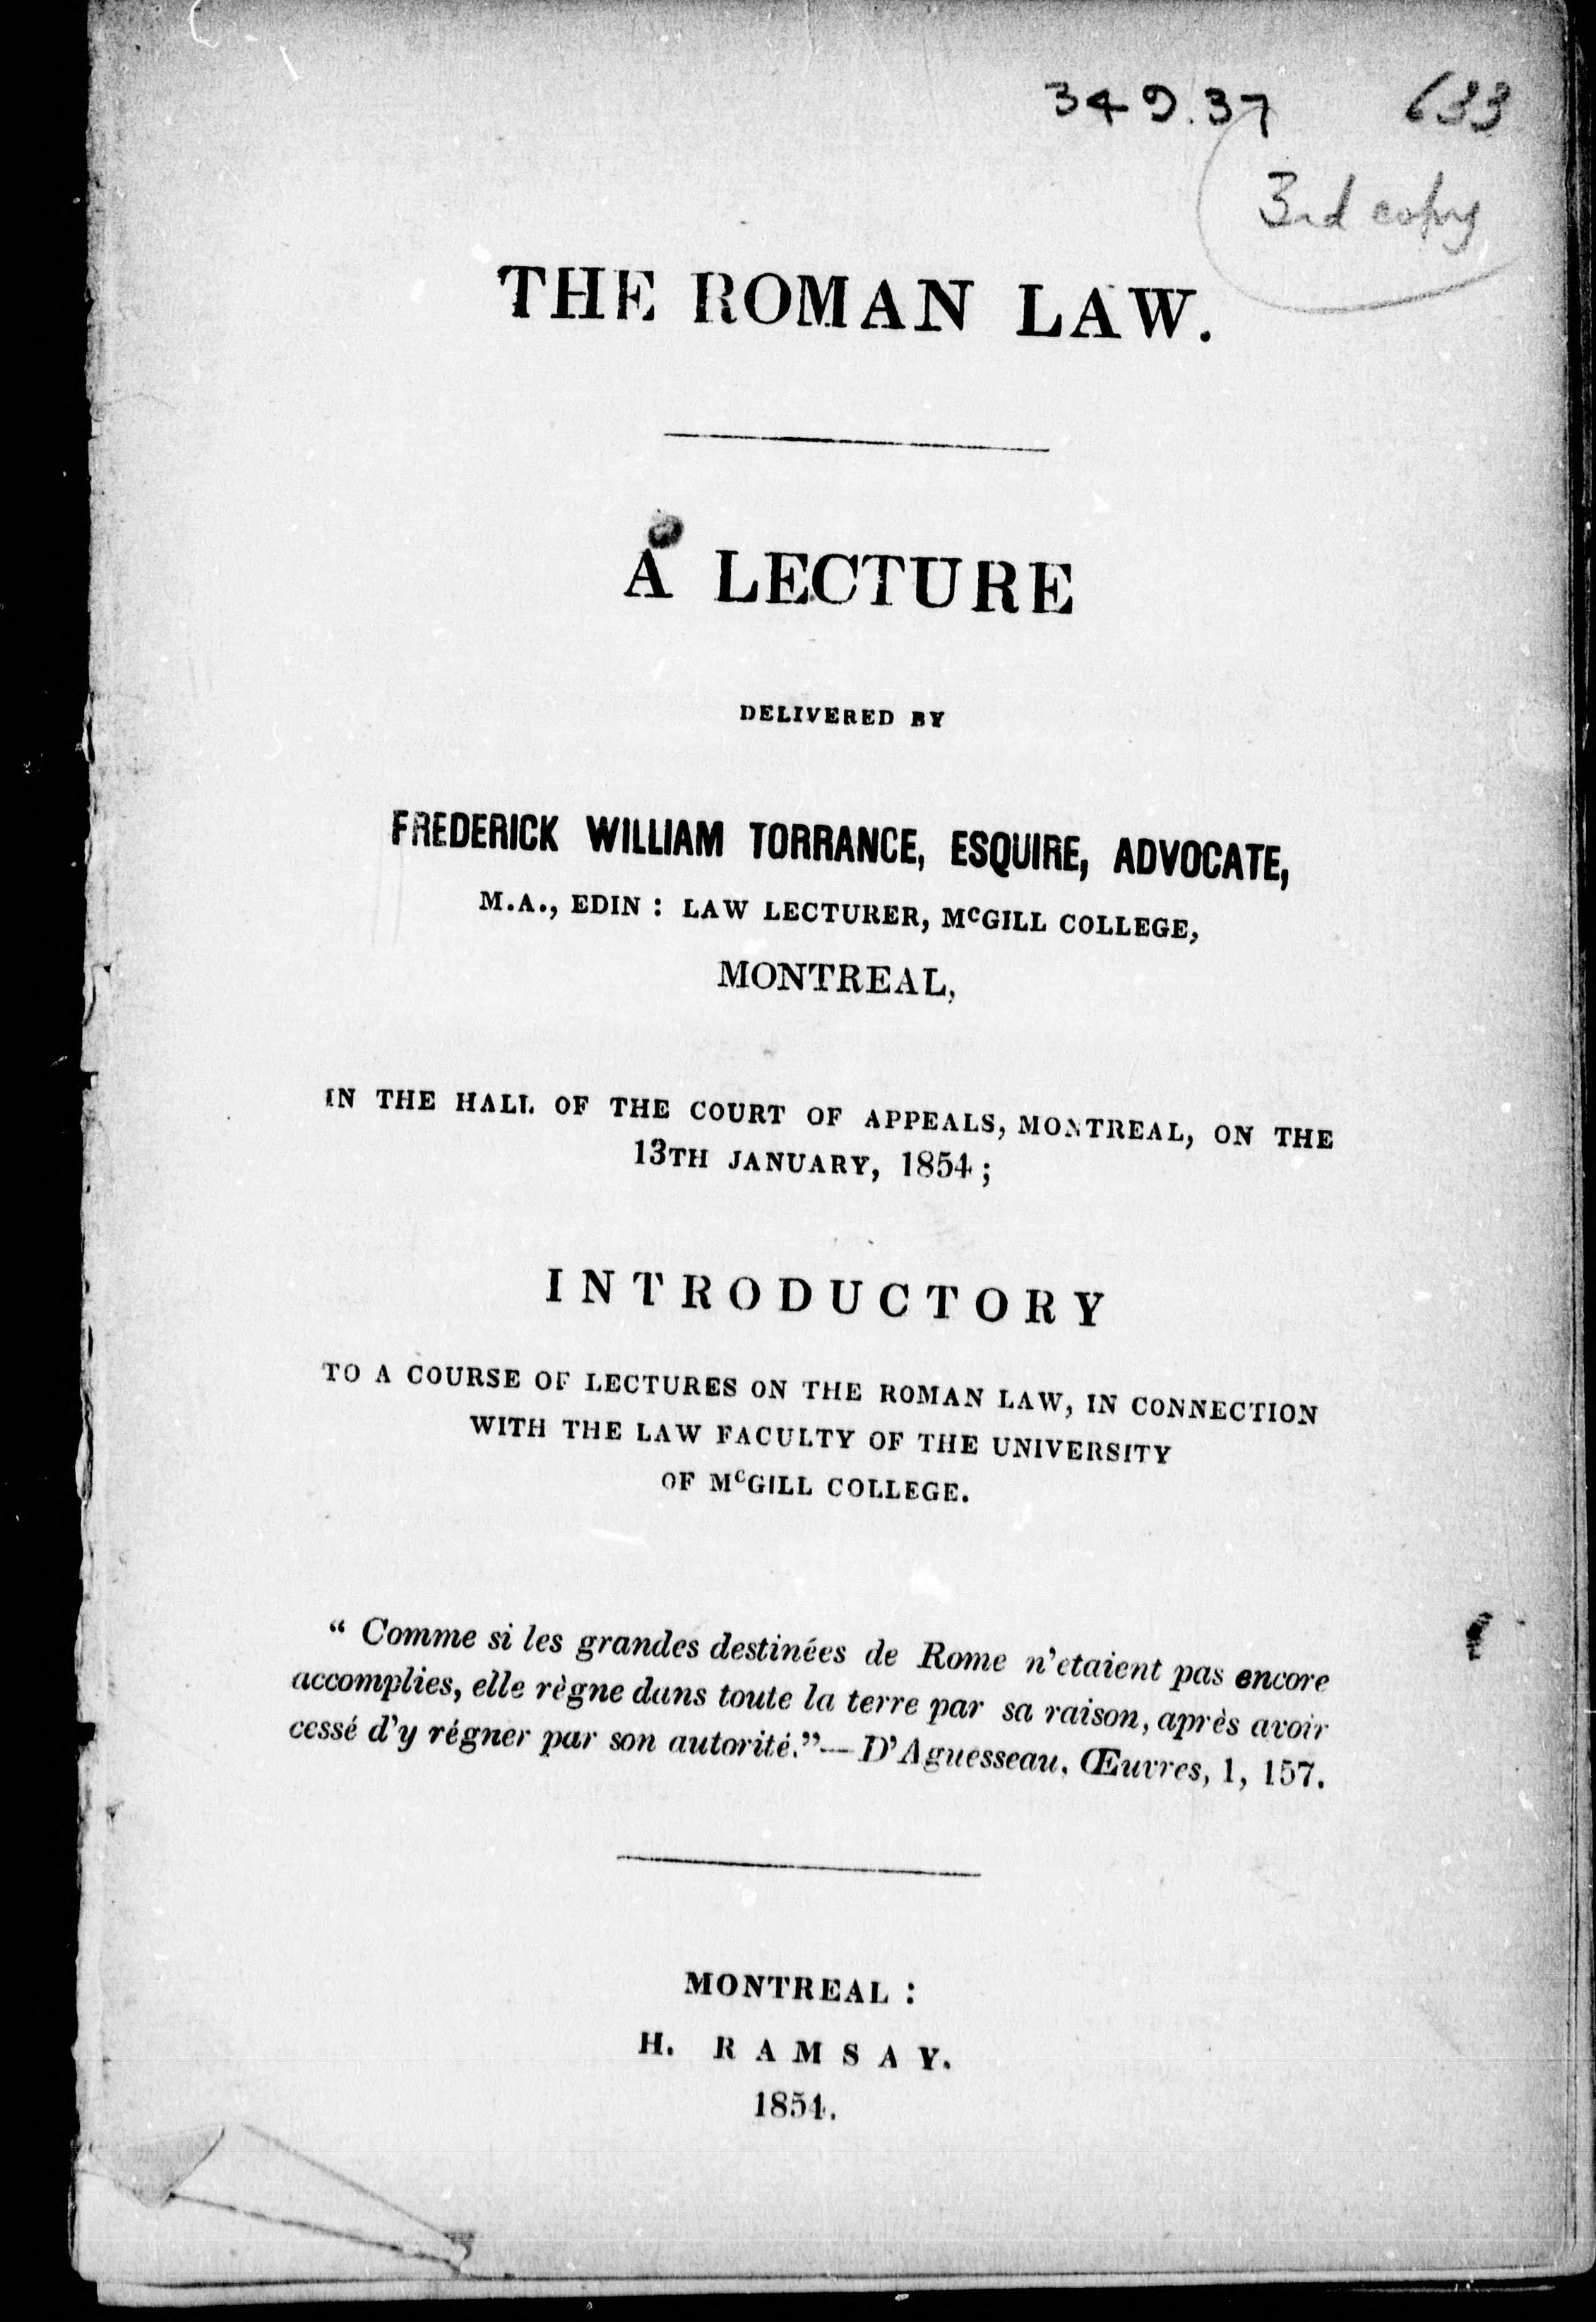 349.37 633
3rd copy
THE ROMAN LAW.
A LECTURE
DELIVERED BY
FREDERICK WILLIAM TORRANCE, ESQUIRE, ADVOCATE,
M.A., EDIN : LAW LECTURER, McGILL COLLEGE,
MONTREAL,
IN THE HALL OF THE COURT OF APPEALS, MONTREAL, ON THE
13TH JANUARY, 1854;
INTRODUCTORY
TO A COURSE OF LECTURES ON THE ROMAN LAW, IN CONNECTION
WITH THE LAW FACULTY OF THE UNIVERSITY
OF McGILL COLLEGE.
“ Comme si les grandes destinées de Rome n'etaient pas encore
accomplies, elle règne dans toute la terre par sa raison, après avoir
cessé d'y régner par son autorité.”—D'Aguesseau, Œuvres, 1, 157.
MONTREAL :
H. RAMSAY.
1854.